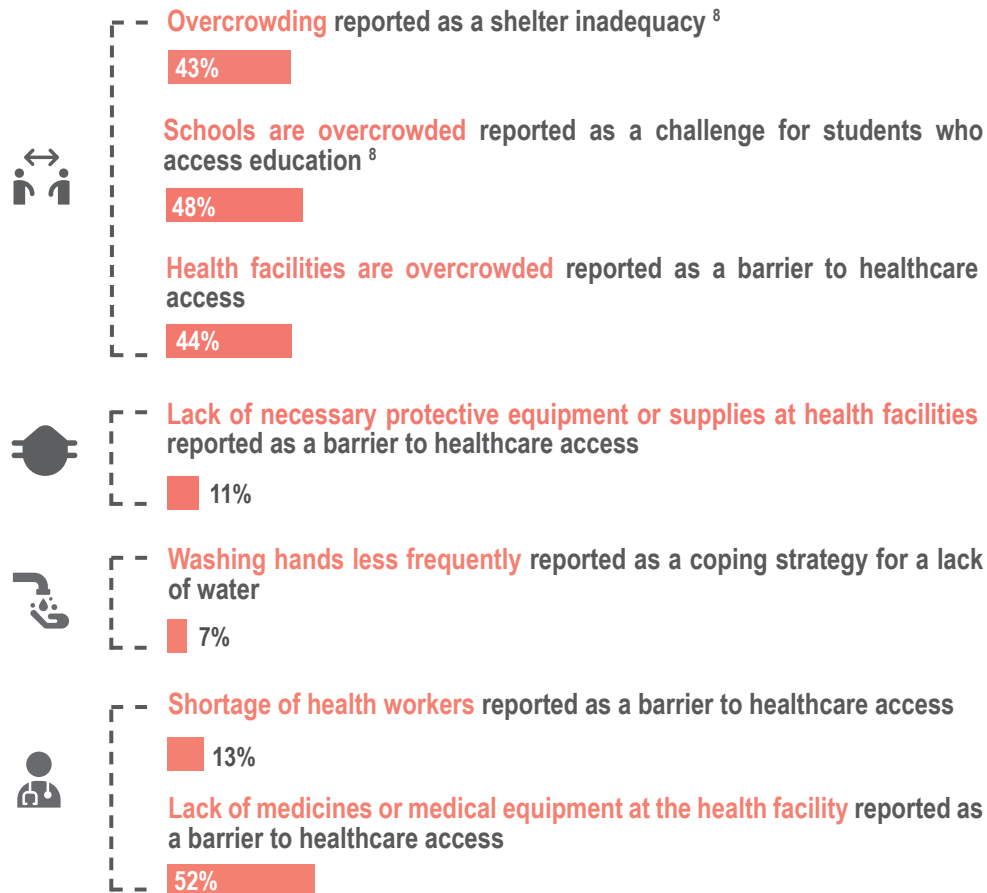 Overcrowding reported as a shelter inadequacy 8
43%
Schools are overcrowded reported as a challenge for students who
access education 8
48%
Health facilities are overcrowded reported as a barrier to healthcare
access
44%
Lack of necessary protective equipment or supplies at health facilities
reported as a barrier to healthcare access
11%
Washing hands less frequently reported as a coping strategy for a lack
of water
7%
Shortage of health workers reported as a barrier to healthcare access
13%
Lack of medicines or medical equipment at the health facility reported as
a barrier to healthcare access
52%